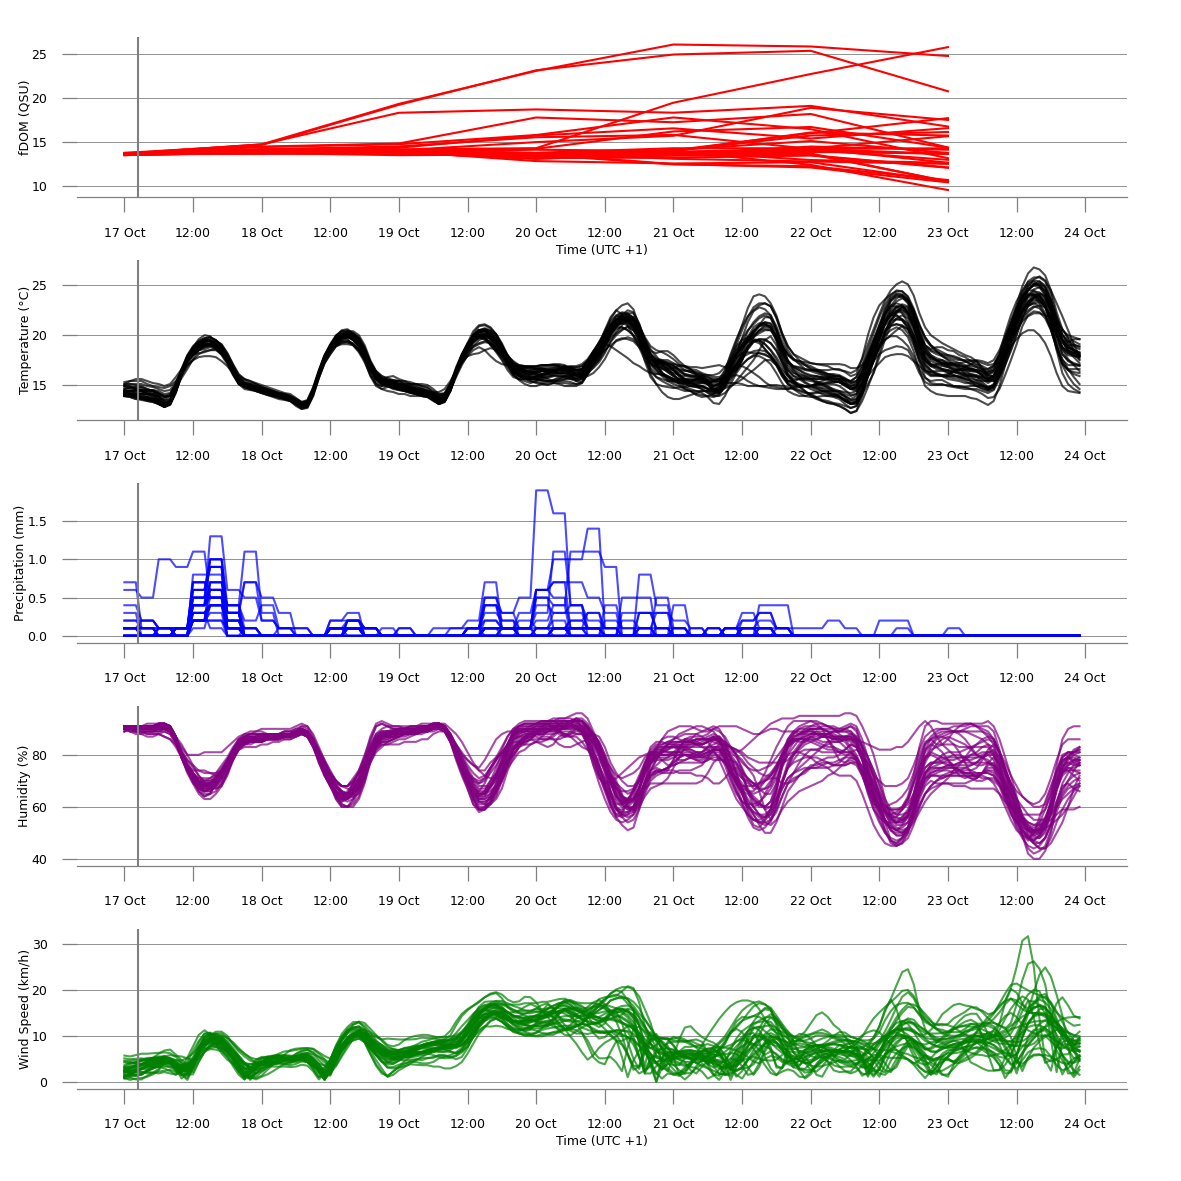 fDOM (QSU)
25
20
15
10
17 Oct 12:00 18 Oct 12:00 19 Oct 12:00 20 Oct 12:00 21 Oct 12:00 22 Oct 12:00 23 Oct 12:00 24 Oct
Time (UTC +1)
Temperature (°C)
25
20
15
17 Oct 12:00 18 Oct 12:00 19 Oct 12:00 20 Oct 12:00 21 Oct 12:00 22 Oct 12:00 23 Oct 12:00 24 Oct
Precipitation (mm)
1.5
1.0
0.5
0.0
17 Oct 12:00 18 Oct 12:00 19 Oct 12:00 20 Oct 12:00 21 Oct 12:00 22 Oct 12:00 23 Oct 12:00 24 Oct
Humidity (%)
80
60
40
17 Oct 12:00 18 Oct 12:00 19 Oct 12:00 20 Oct 12:00 21 Oct 12:00 22 Oct 12:00 23 Oct 12:00 24 Oct
Wind Speed (km/h)
30
20
10
0
17 Oct 12:00 18 Oct 12:00 19 Oct 12:00 20 Oct 12:00 21 Oct 12:00 22 Oct 12:00 23 Oct 12:00 24 Oct
Time (UTC +1)